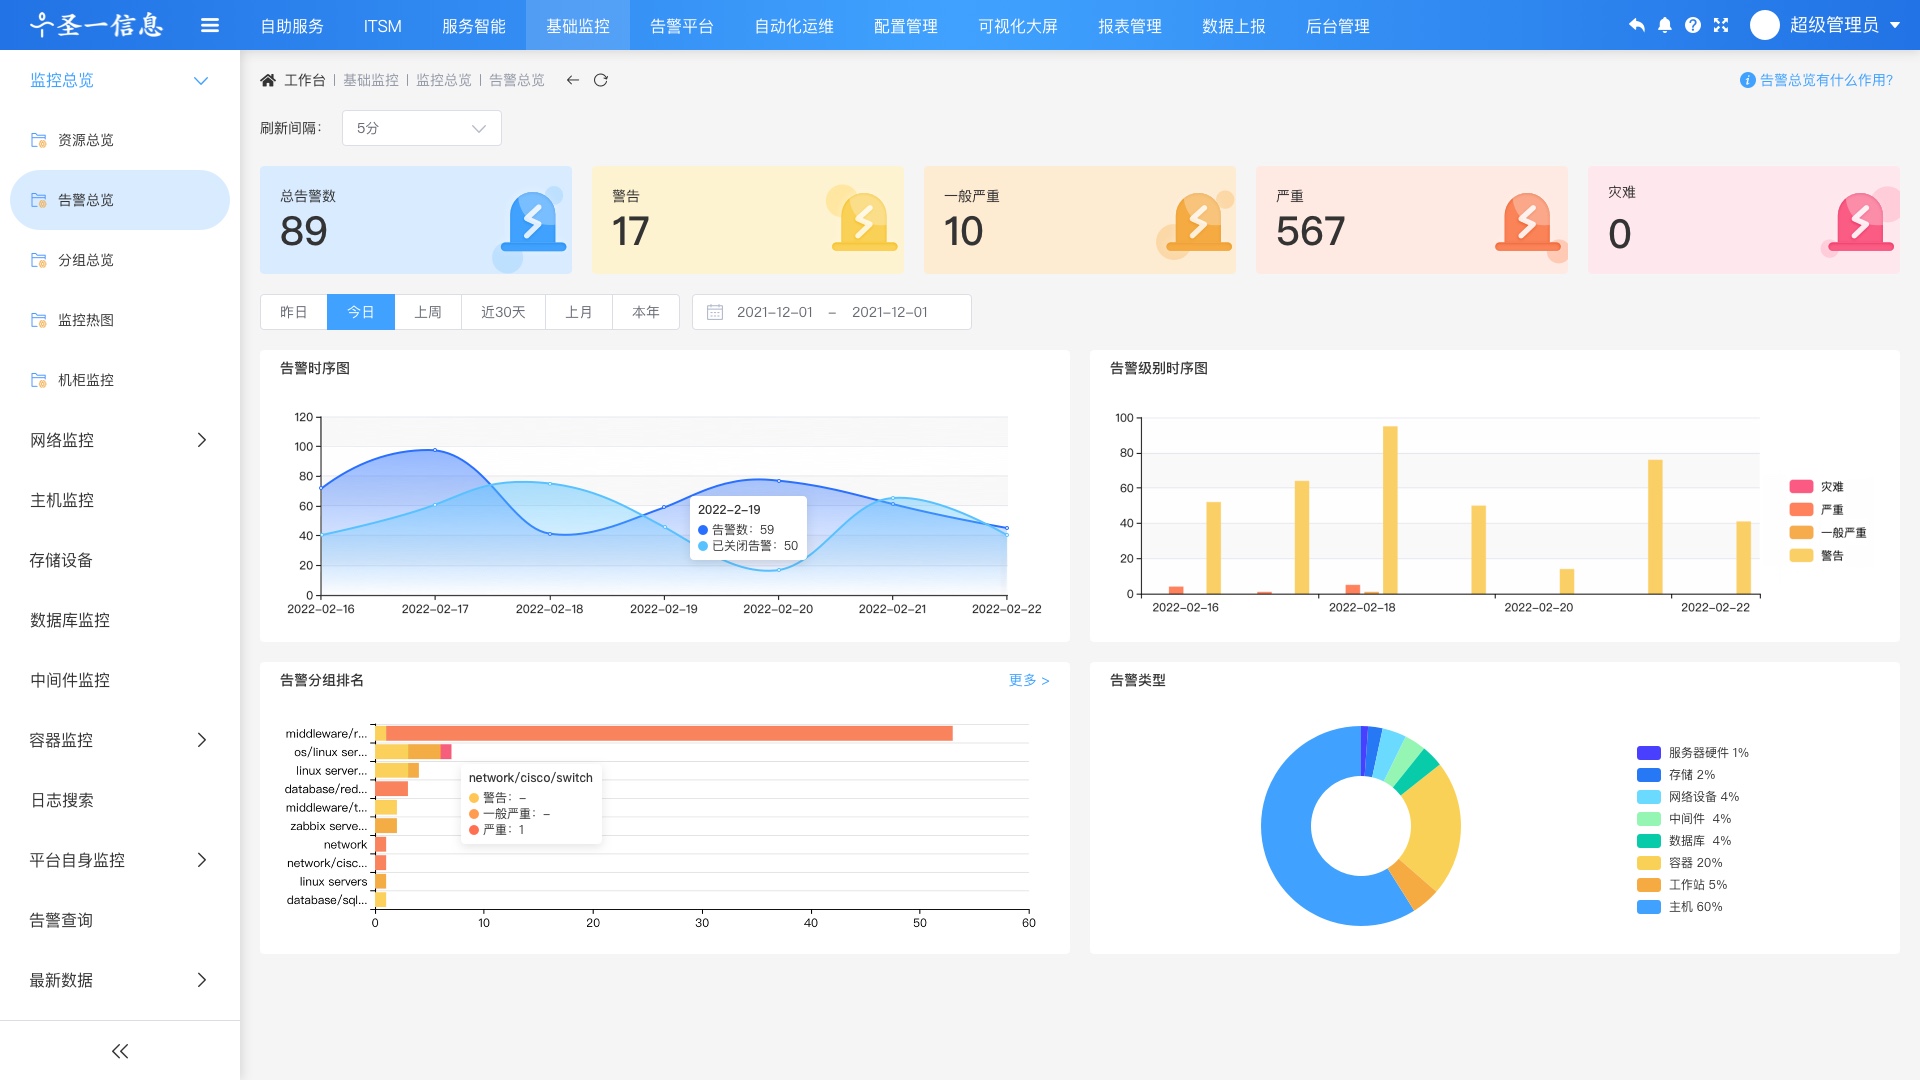 圣一信息
自助服务 ITSM 服务智能 基础监控 告警平台 自动化运维 配置管理 可视化大屏 报表管理 数据上报 后台管理
超级管理员
监控总览
资源总览
告警总览
分组总览
监控热图
机柜监控
网络监控
主机监控
存储设备
数据库监控
中间件监控
容器监控
日志搜索
平台自身监控
告警查询
最新数据
工作台 | 基础监控 | 监控总览 | 告警总览
告警总览有什么作用?
刷新间隔： 5分
总告警数
89
警告
17
一般严重
10
严重
567
灾难
0
昨日 今日 上周 近30天 上月 本年
2021-12-01 - 2021-12-01
告警时序图
120
100
80
60
40
20
0
2022-02-16 2022-02-17 2022-02-18 2022-02-19 2022-02-20 2022-02-21 2022-02-22
2022-2-19
告警数：59
已关闭告警：50
告警级别时序图
100
80
60
40
20
0
2022-02-16 2022-02-18 2022-02-20 2022-02-22
灾难
严重
一般严重
警告
告警分组排名
更多 >
middleware/r...
os/linux ser...
linux server...
database/red...
middleware/t...
zabbix serve...
network
network/cisc...
linux servers
database/sql...
0 10 20 30 40 50 60
network/cisco/switch
警告：-
一般严重：-
严重：1
告警类型
服务器硬件 1%
存储 2%
网络设备 4%
中间件 4%
数据库 4%
容器 20%
工作站 5%
主机 60%